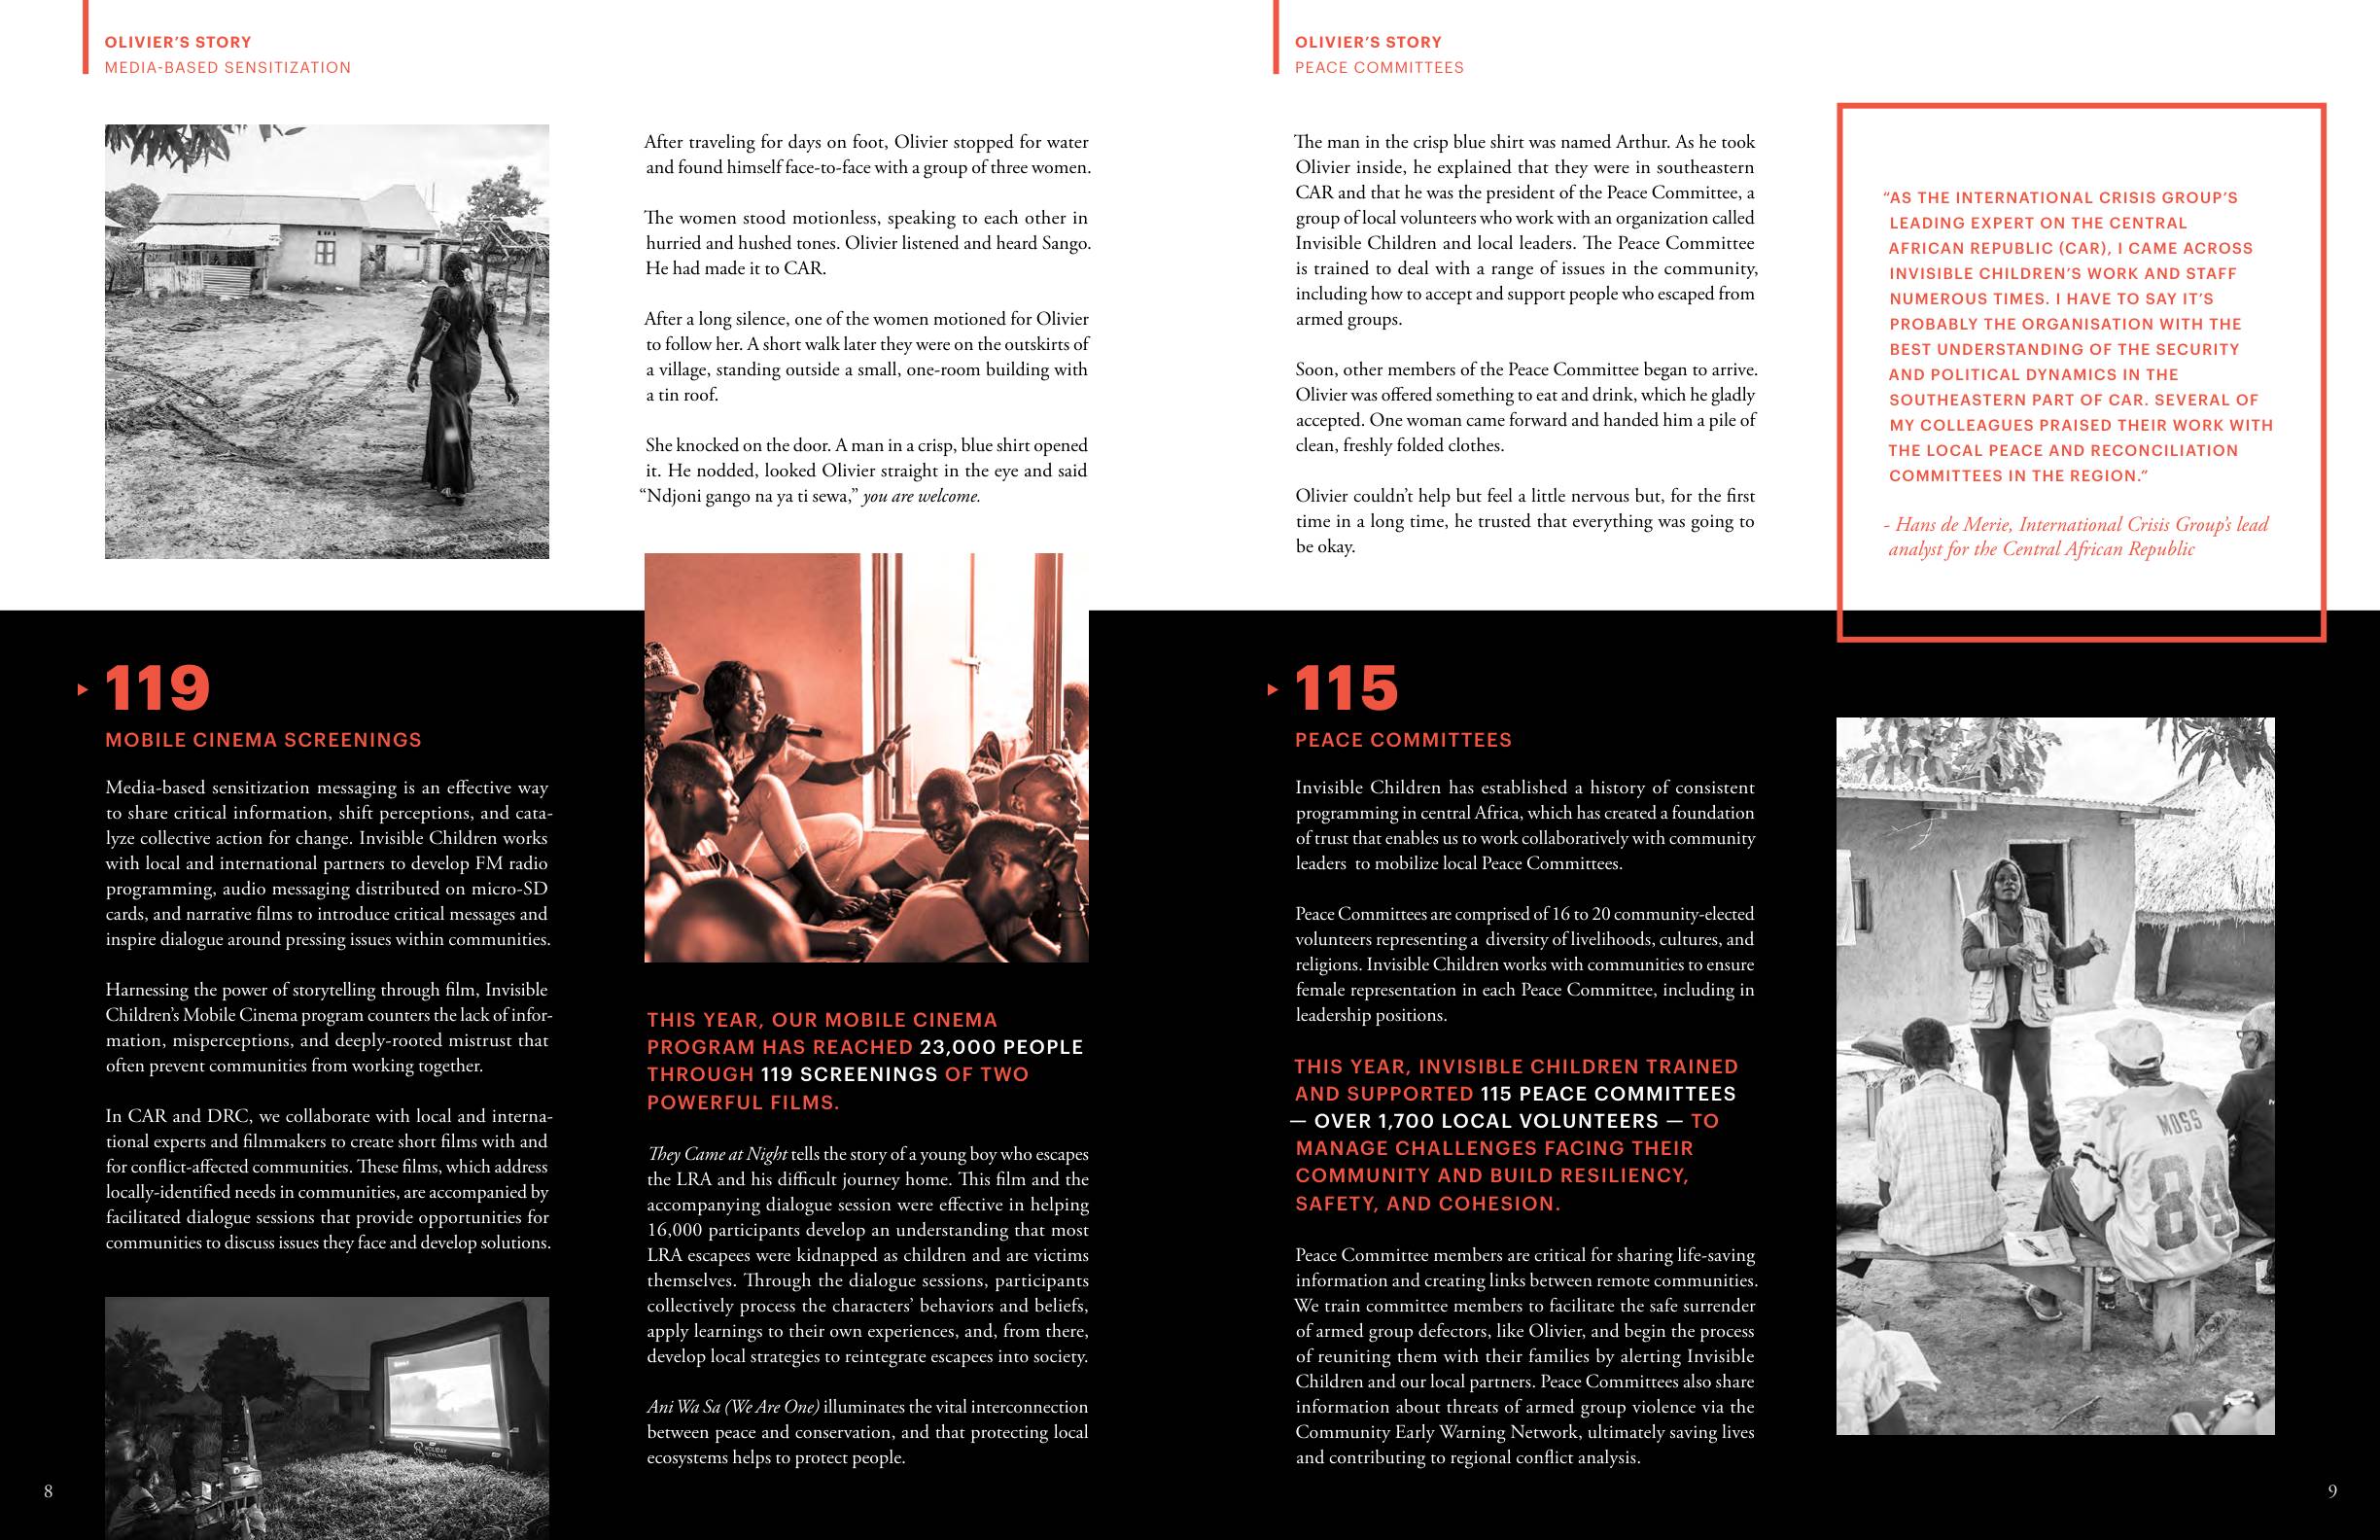 OLIVIER'S STORY
MEDIA-BASED SENSITIZATION
After traveling for days on foot, Olivier stopped for water
and found himself face-to-face with a group of three women.
The women stood motionless, speaking to each other in
hurried and hushed tones. Olivier listened and heard Sango.
He had made it to CAR.
After a long silence, one of the women motioned for Olivier
to follow her. A short walk later they were on the outskirts of
a village, standing outside a small, one-room building with
a tin roof.
She knocked on the door. A man in a crisp, blue shirt opened
it. He nodded, looked Olivier straight in the eye and said
“Ndjoni gango na ya ti sewa,” you are welcome.
119
MOBILE CINEMA SCREENINGS
Media-based sensitization messaging is an effective way
to share critical information, shift perceptions, and cata-
lyze collective action for change. Invisible Children works
with local and international partners to develop FM radio
programming, audio messaging distributed on micro-SD
cards, and narrative films to introduce critical messages and
inspire dialogue around pressing issues within communities.
Harnessing the power of storytelling through film, Invisible
Children's Mobile Cinema program counters the lack of infor-
mation, misperceptions, and deeply-rooted mistrust that
often prevent communities from working together.
In CAR and DRC, we collaborate with local and interna-
tional experts and filmmakers to create short films with and
for conflict-affected communities. These films, which address
locally-identified needs in communities, are accompanied by
facilitated dialogue sessions that provide opportunities for
communities to discuss issues they face and develop solutions.
THIS YEAR, OUR MOBILE CINEMA
PROGRAM HAS REACHED 23,000 PEOPLE
THROUGH 119 SCREENINGS OF TWO
POWERFUL FILMS.
They Came at Night tells the story of a young boy who escapes
the LRA and his difficult journey home. This film and the
accompanying dialogue session were effective in helping
16,000 participants develop an understanding that most
LRA escapees were kidnapped as children and are victims
themselves. Through the dialogue sessions, participants
collectively process the characters' behaviors and beliefs,
apply learnings to their own experiences, and, from there,
develop local strategies to reintegrate escapees into society.
Ani Wa Sa (We Are One) illuminates the vital interconnection
between peace and conservation, and that protecting local
ecosystems helps to protect people.
8
OLIVIER'S STORY
PEACE COMMITTEES
The man in the crisp blue shirt was named Arthur. As he took
Olivier inside, he explained that they were in southeastern
CAR and that he was the president of the Peace Committee, a
group of local volunteers who work with an organization called
Invisible Children and local leaders. The Peace Committee
is trained to deal with a range of issues in the community,
including how to accept and support people who escaped from
armed groups.
Soon, other members of the Peace Committee began to arrive.
Olivier was offered something to eat and drink, which he gladly
accepted. One woman came forward and handed him a pile of
clean, freshly folded clothes.
Olivier couldn't help but feel a little nervous but, for the first
time in a long time, he trusted that everything was going to
be okay.
“AS THE INTERNATIONAL CRISIS GROUP'S
LEADING EXPERT ON THE CENTRAL
AFRICAN REPUBLIC (CAR), I CAME ACROSS
INVISIBLE CHILDREN'S WORK AND STAFF
NUMEROUS TIMES. I HAVE TO SAY IT'S
PROBABLY THE ORGANISATION WITH THE
BEST UNDERSTANDING OF THE SECURITY
AND POLITICAL DYNAMICS IN THE
SOUTHEASTERN PART OF CAR. SEVERAL OF
MY COLLEAGUES PRAISED THEIR WORK WITH
THE LOCAL PEACE AND RECONCILIATION
COMMITTEES IN THE REGION.”
- Hans de Merie, International Crisis Group's lead
analyst for the Central African Republic
115
PEACE COMMITTEES
Invisible Children has established a history of consistent
programming in central Africa, which has created a foundation
of trust that enables us to work collaboratively with community
leaders to mobilize local Peace Committees.
Peace Committees are comprised of 16 to 20 community-elected
volunteers representing a diversity of livelihoods, cultures, and
religions. Invisible Children works with communities to ensure
female representation in each Peace Committee, including in
leadership positions.
THIS YEAR, INVISIBLE CHILDREN TRAINED
AND SUPPORTED 115 PEACE COMMITTEES
— OVER 1,700 LOCAL VOLUNTEERS — TO
MANAGE CHALLENGES FACING THEIR
COMMUNITY AND BUILD RESILIENCY,
SAFETY, AND COHESION.
Peace Committee members are critical for sharing life-saving
information and creating links between remote communities.
We train committee members to facilitate the safe surrender
of armed group defectors, like Olivier, and begin the process
of reuniting them with their families by alerting Invisible
Children and our local partners. Peace Committees also share
information about threats of armed group violence via the
Community Early Warning Network, ultimately saving lives
and contributing to regional conflict analysis.
MOSS
89
9